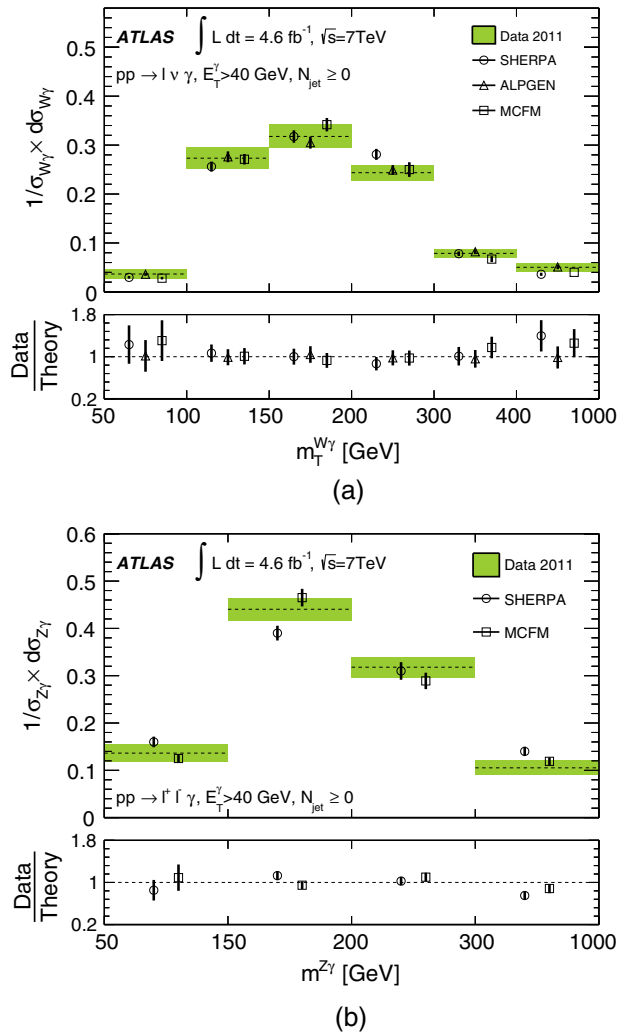 ATLAS ∫ L dt = 4.6 fb⁻¹, √s=7TeV
pp → l ν γ, E_T^γ>40 GeV, N_jet ≥ 0
Data 2011
SHERPA
ALPGEN
MCFM
1/σ_Wγ × dσ_Wγ
0.5
0.4
0.3
0.2
0.1
0
Data
Theory
1.8
1
0.2
50 100 150 200 300 400 1000
m_T^Wγ [GeV]
(a)
ATLAS ∫ L dt = 4.6 fb⁻¹, √s=7TeV
Data 2011
SHERPA
MCFM
1/σ_Zγ × dσ_Zγ
0.6
0.5
0.4
0.3
0.2
0.1
0
pp → l⁺ l⁻ γ, E_T^γ>40 GeV, N_jet ≥ 0
Data
Theory
1.8
1
0.2
50 150 200 300 1000
m^Zγ [GeV]
(b)